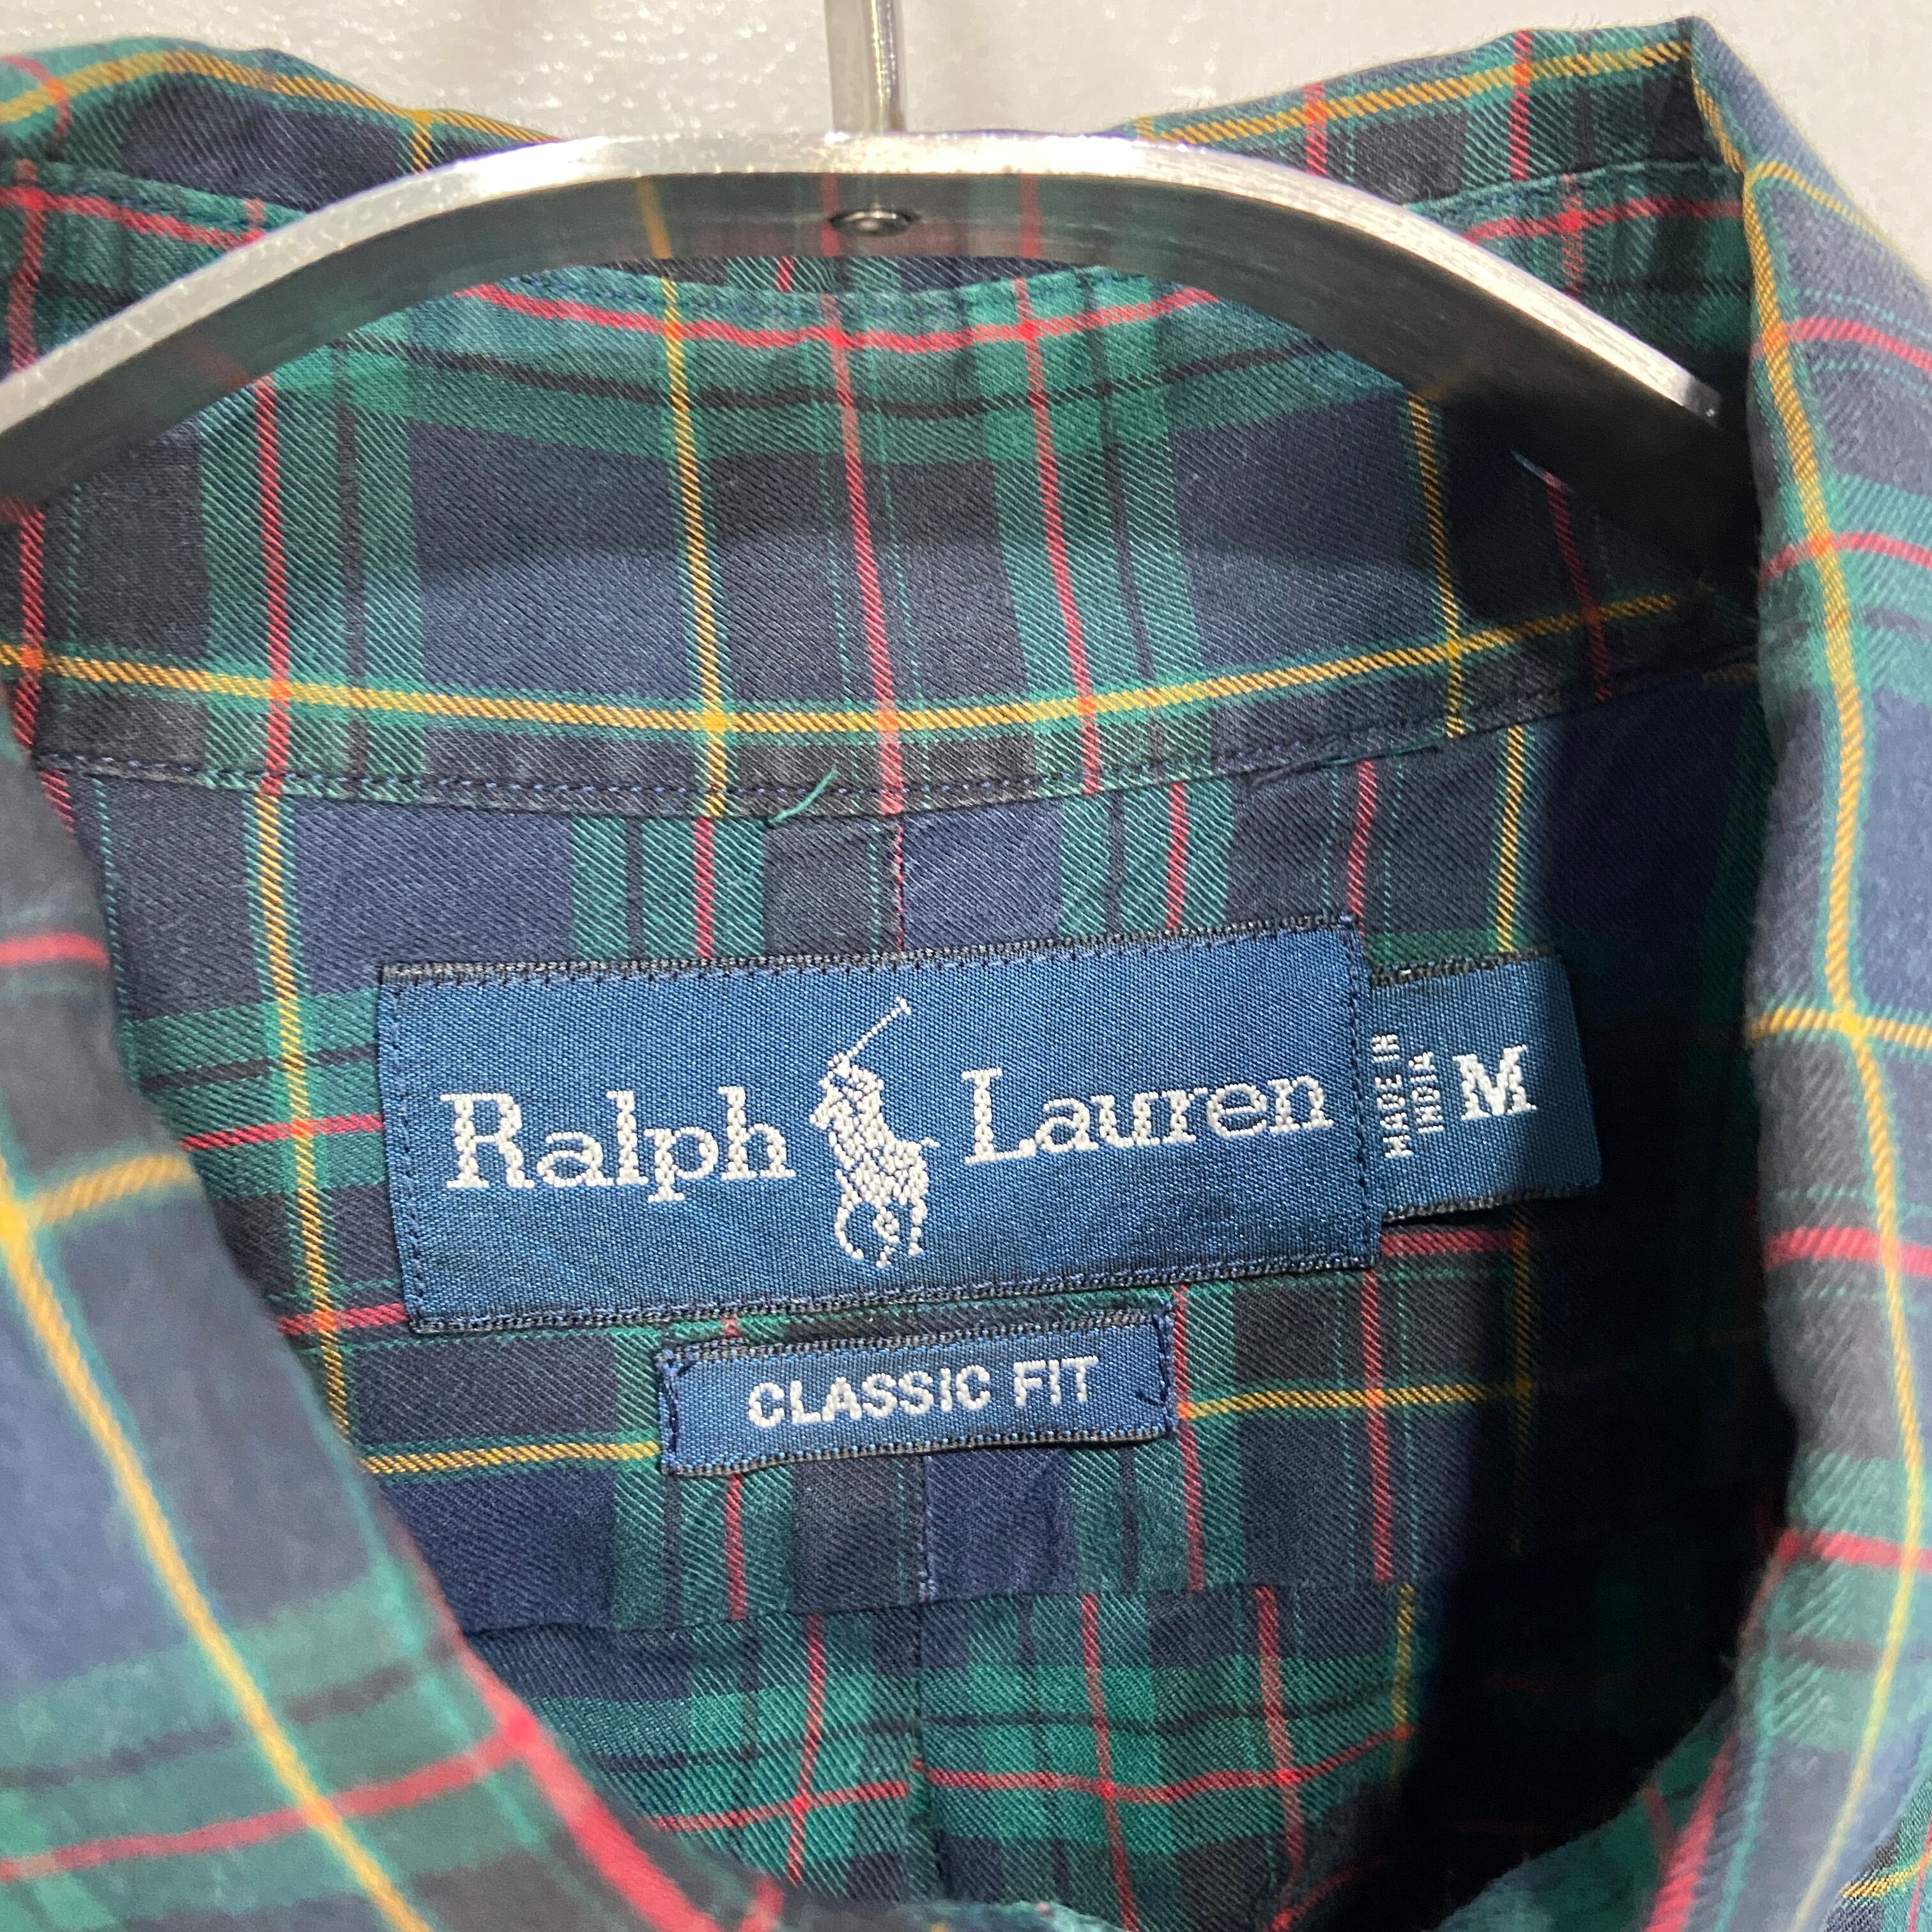 Ralph Lauren
MADE IN
INDIA
M
CLASSIC FIT